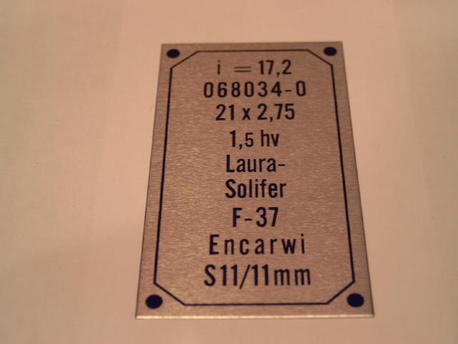 i = 17,2
068034-0
21 x 2,75
1,5 hv
Laura-
Solifer
F-37
Encarwi
S11/11mm